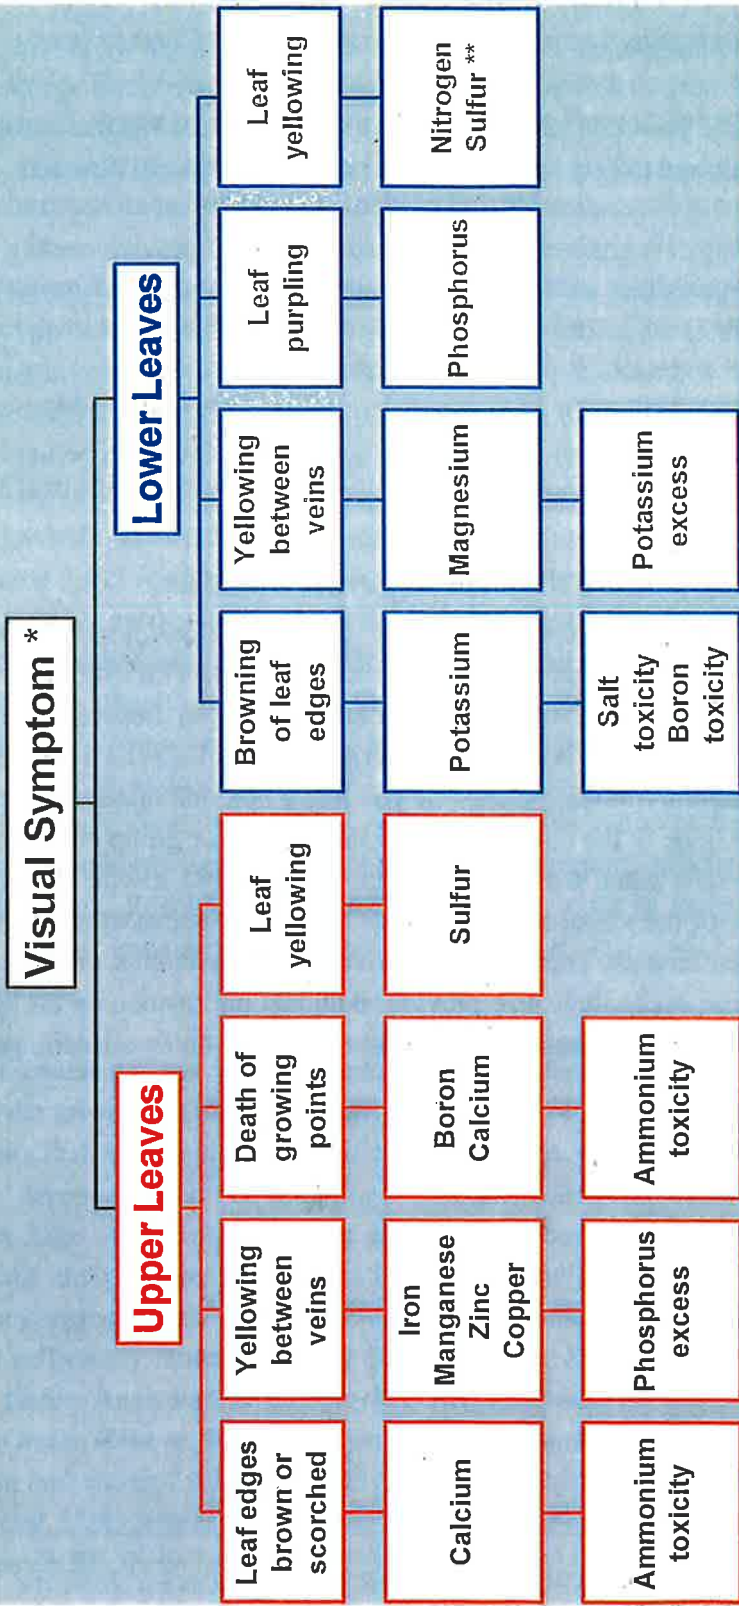 Visual Symptom *
Upper Leaves
Lower Leaves
Leaf edges
brown or
scorched
Yellowing
between
veins
Death of
growing
points
Leaf
yellowing
Browning
of leaf
edges
Yellowing
between
veins
Leaf
purpling
Leaf
yellowing
Calcium
Iron
Manganese
Zinc
Copper
Boron
Calcium
Sulfur
Potassium
Magnesium
Phosphorus
Nitrogen
Sulfur **
Ammonium
toxicity
Phosphorus
excess
Ammonium
toxicity
Salt
toxicity
Boron
toxicity
Potassium
excess